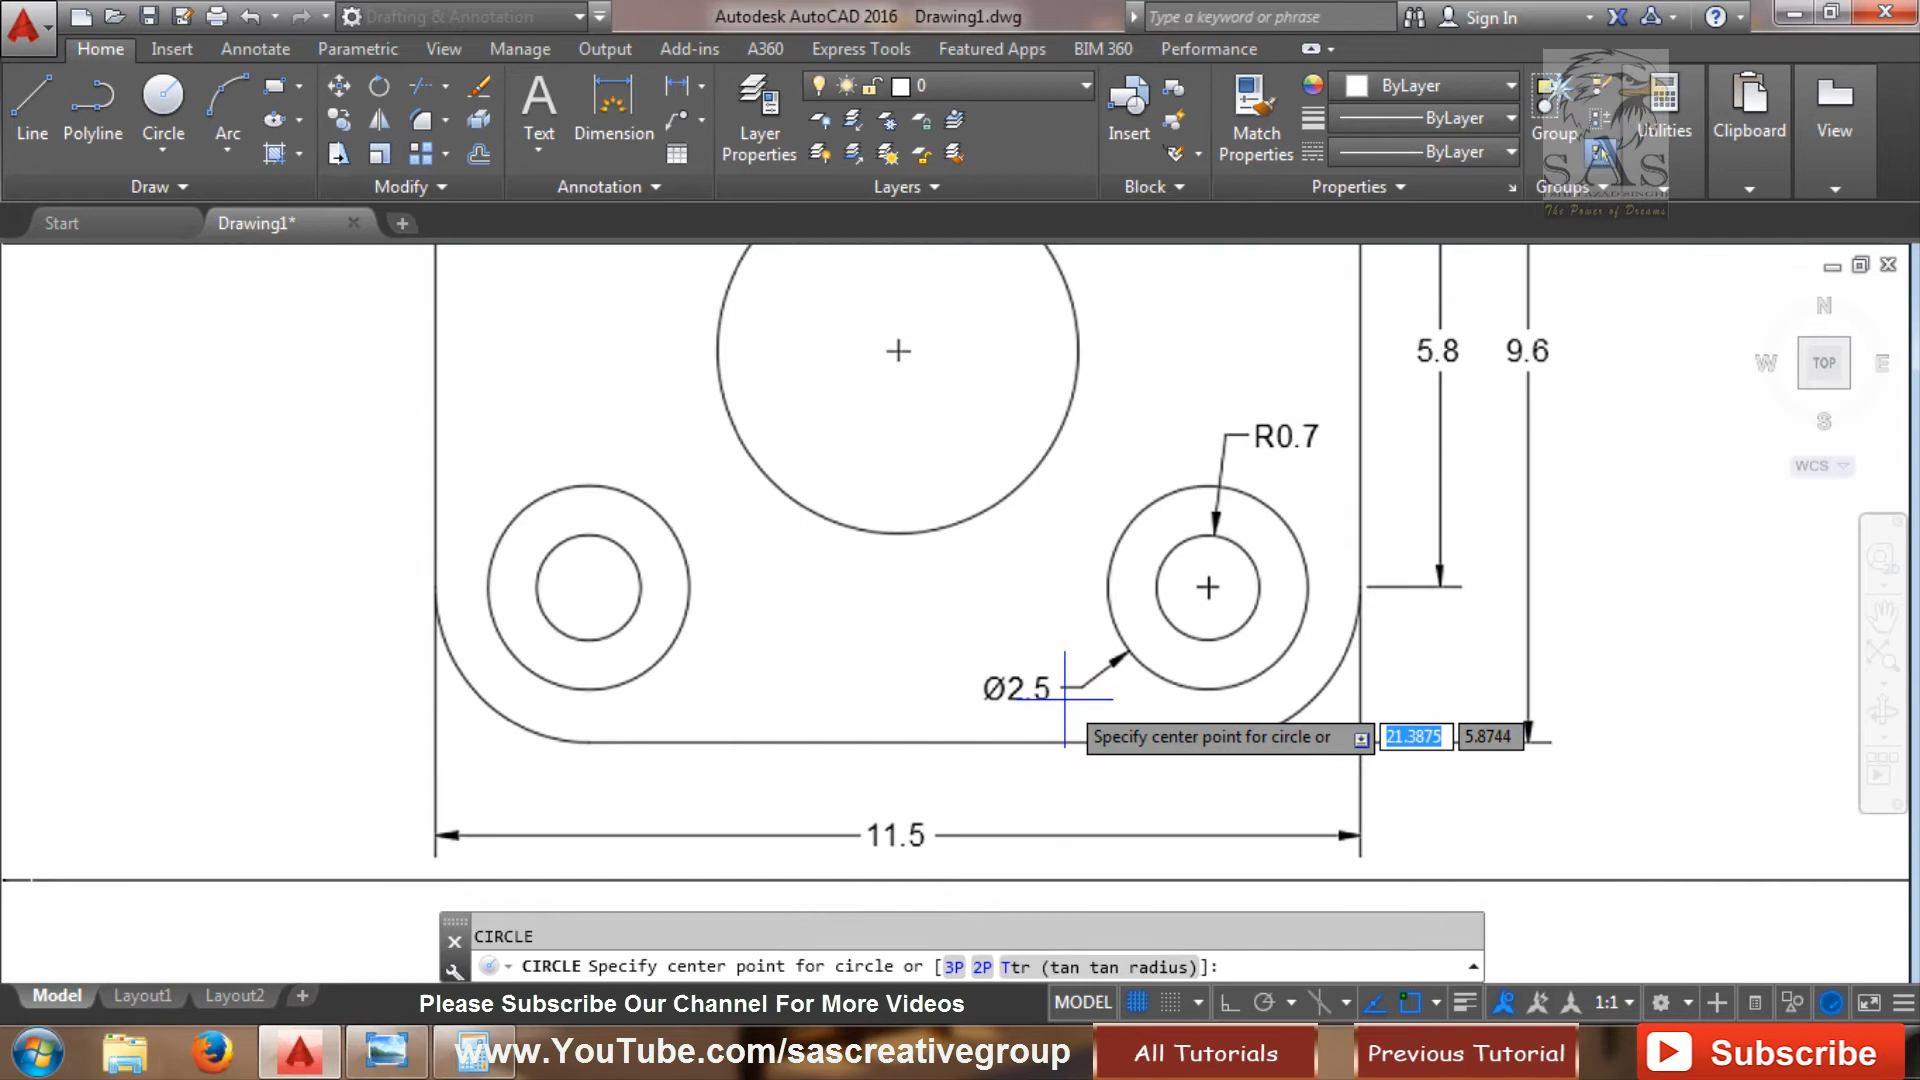 Drafting & Annotation
Autodesk AutoCAD 2016 Drawing1.dwg
Type a keyword or phrase
Sign In
Home Insert Annotate Parametric View Manage Output Add-ins A360 Express Tools Featured Apps BIM 360 Performance
Line Polyline Circle Arc
Text Dimension
Layer Properties
0
Insert
Match Properties
ByLayer
ByLayer
ByLayer
Group Utilities Clipboard View
Draw Modify Annotation Layers Block Properties Groups
SAS
The Power of Dreams
Start Drawing1*
N
W TOP E
S
WCS
5.8 9.6
R0.7
Ø2.5
Specify center point for circle or 21.3875 5.8744
11.5
CIRCLE
CIRCLE Specify center point for circle or [3P 2P Ttr (tan tan radius)]:
Model Layout1 Layout2 +
Please Subscribe Our Channel For More Videos
MODEL 1:1
www.YouTube.com/sascreativegroup
All Tutorials
Previous Tutorial
Subscribe